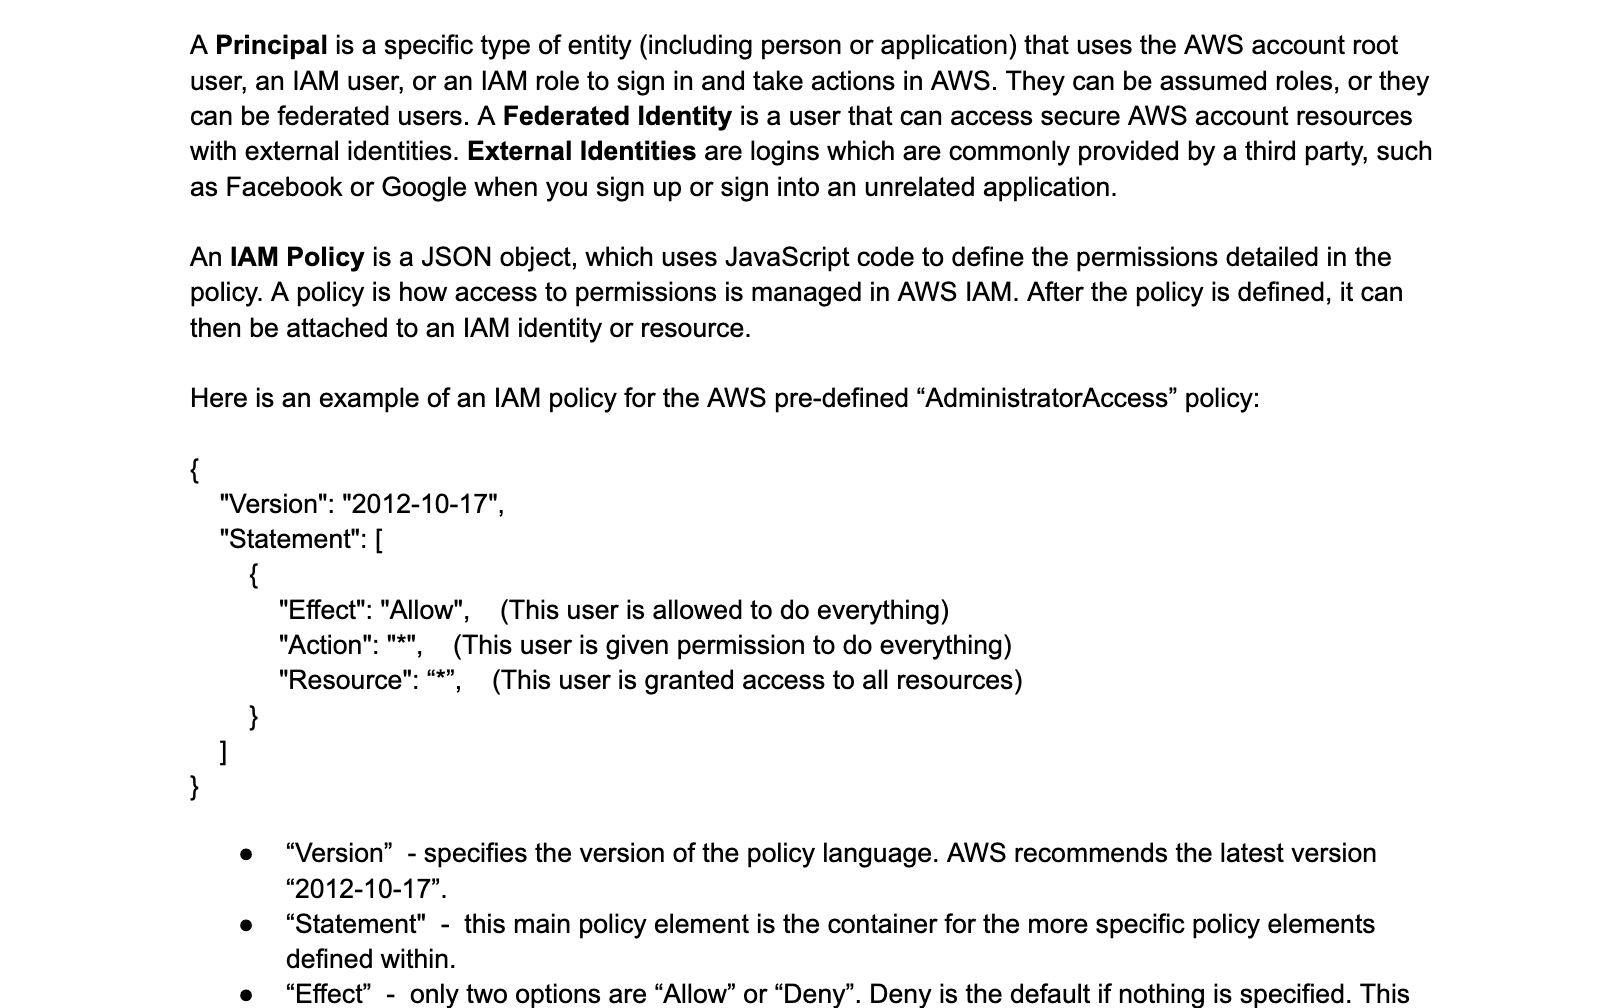 A Principal is a specific type of entity (including person or application) that uses the AWS account root
user, an IAM user, or an IAM role to sign in and take actions in AWS. They can be assumed roles, or they
can be federated users. A Federated Identity is a user that can access secure AWS account resources
with external identities. External Identities are logins which are commonly provided by a third party, such
as Facebook or Google when you sign up or sign into an unrelated application.
An IAM Policy is a JSON object, which uses JavaScript code to define the permissions detailed in the
policy. A policy is how access to permissions is managed in AWS IAM. After the policy is defined, it can
then be attached to an IAM identity or resource.
Here is an example of an IAM policy for the AWS pre-defined “AdministratorAccess” policy:
{
"Version": "2012-10-17",
"Statement": [
{
"Effect": "Allow", (This user is allowed to do everything)
"Action": "*", (This user is given permission to do everything)
"Resource": “*”, (This user is granted access to all resources)
}
]
}
● “Version” - specifies the version of the policy language. AWS recommends the latest version
“2012-10-17”.
● “Statement" - this main policy element is the container for the more specific policy elements
defined within.
● “Effect” - only two options are “Allow” or “Deny”. Deny is the default if nothing is specified. This